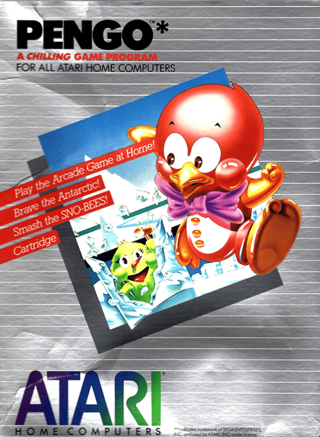 PENGO™*
A CHILLING GAME PROGRAM
FOR ALL ATARI HOME COMPUTERS
Play the Arcade Game at Home!
Brave the Antarctic!
Smash the SNO-BEES!
Cartridge
ATARI
HOME COMPUTERS